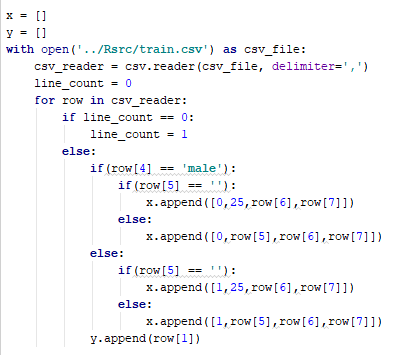 x = []
y = []
with open('../Rsrc/train.csv') as csv_file:
    csv_reader = csv.reader(csv_file, delimiter=',')
    line_count = 0
    for row in csv_reader:
        if line_count == 0:
            line_count = 1
        else:
            if(row[4] == 'male'):
                if(row[5] == ''):
                    x.append([0,25,row[6],row[7]])
                else:
                    x.append([0,row[5],row[6],row[7]])
            else:
                if(row[5] == ''):
                    x.append([1,25,row[6],row[7]])
                else:
                    x.append([1,row[5],row[6],row[7]])
            y.append(row[1])